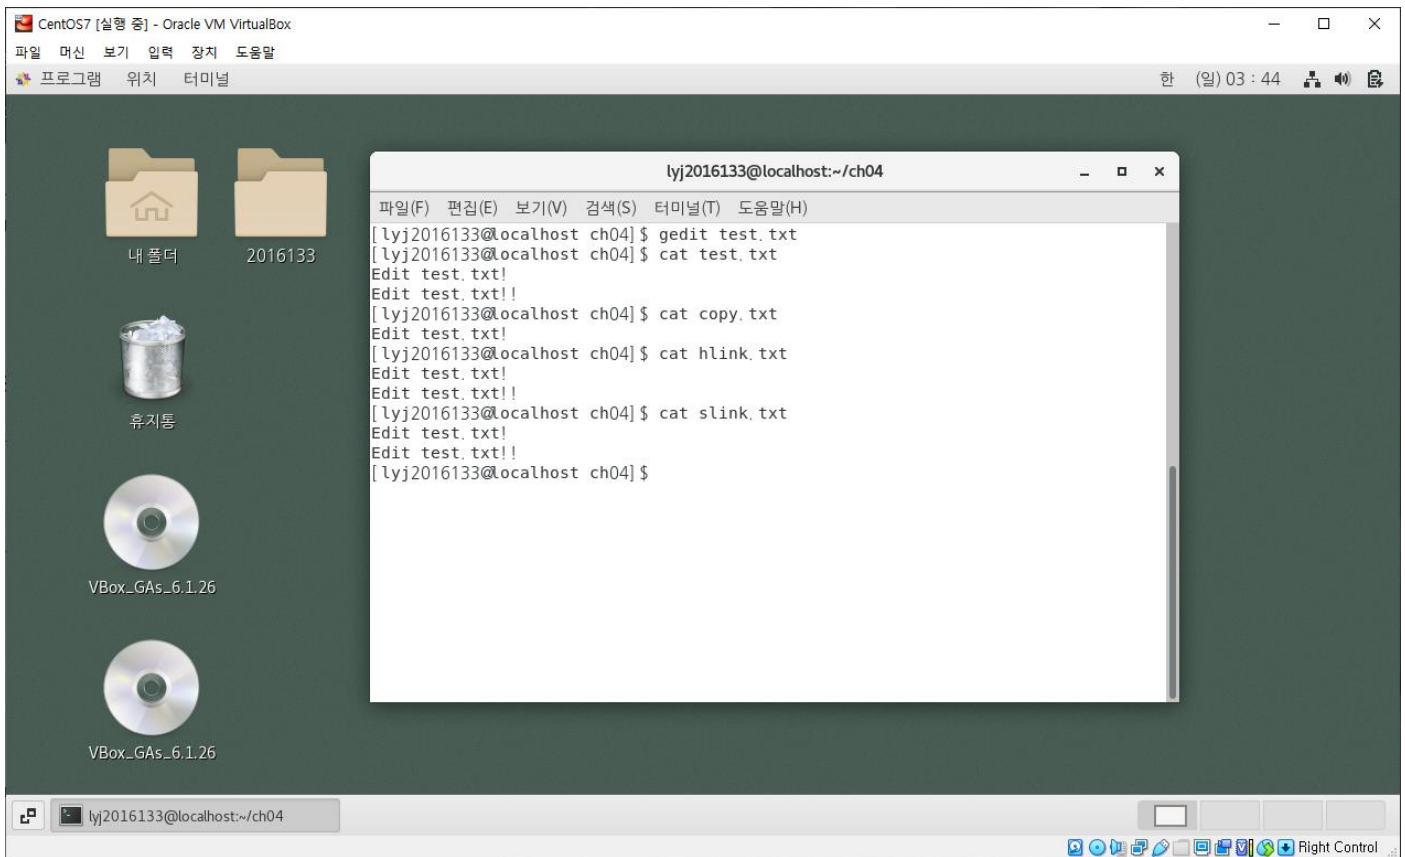 CentOS7 [실행 중] - Oracle VM VirtualBox
파일 머신 보기 입력 장치 도움말
프로그램 위치 터미널 한 (일) 03 : 44
내 폴더
2016133
휴지통
VBox_GAs_6.1.26
VBox_GAs_6.1.26
lyj2016133@localhost:~/ch04
파일(F) 편집(E) 보기(V) 검색(S) 터미널(T) 도움말(H)
[lyj2016133@localhost ch04]$ gedit test.txt
[lyj2016133@localhost ch04]$ cat test.txt
Edit test.txt!
Edit test.txt!!
[lyj2016133@localhost ch04]$ cat copy.txt
Edit test.txt!
[lyj2016133@localhost ch04]$ cat hlink.txt
Edit test.txt!
Edit test.txt!!
[lyj2016133@localhost ch04]$ cat slink.txt
Edit test.txt!
Edit test.txt!!
[lyj2016133@localhost ch04]$
lyj2016133@localhost:~/ch04
Right Control